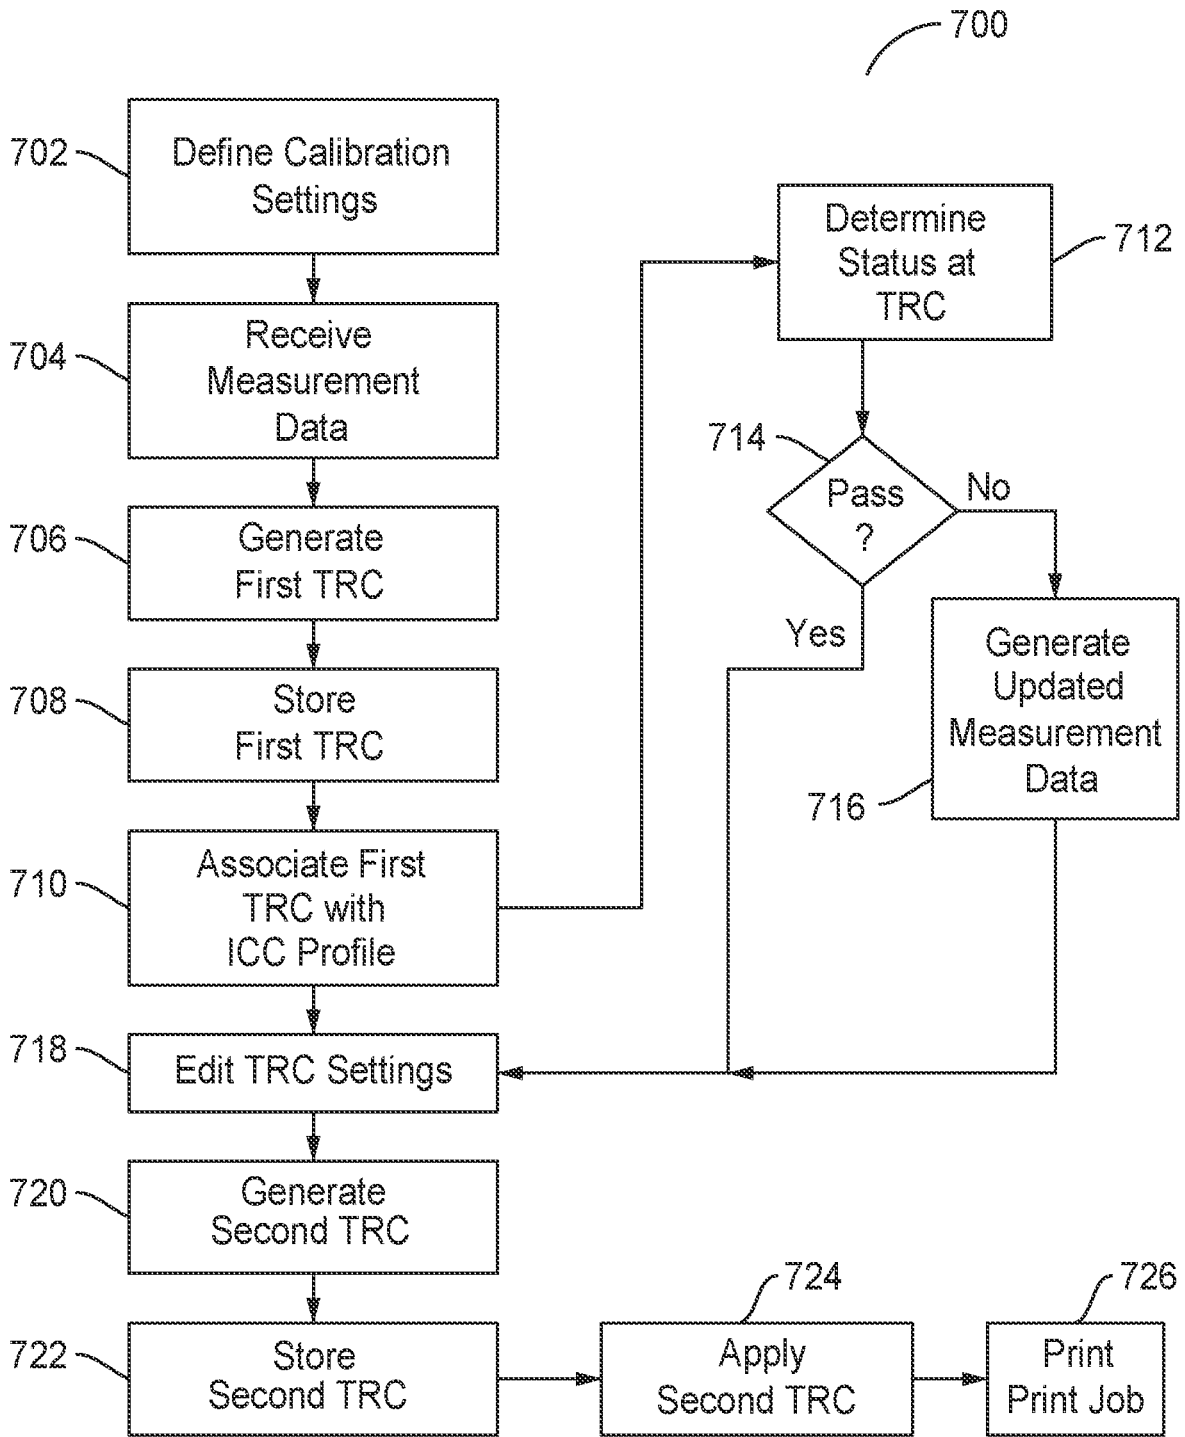 700
702
Define Calibration
Settings
704
Receive
Measurement
Data
706
Generate
First TRC
708
Store
First TRC
710
Associate First
TRC with
ICC Profile
712
Determine
Status at
TRC
714
Pass
?
No
Yes
716
Generate
Updated
Measurement
Data
718
Edit TRC Settings
720
Generate
Second TRC
722
Store
Second TRC
724
Apply
Second TRC
726
Print
Print Job